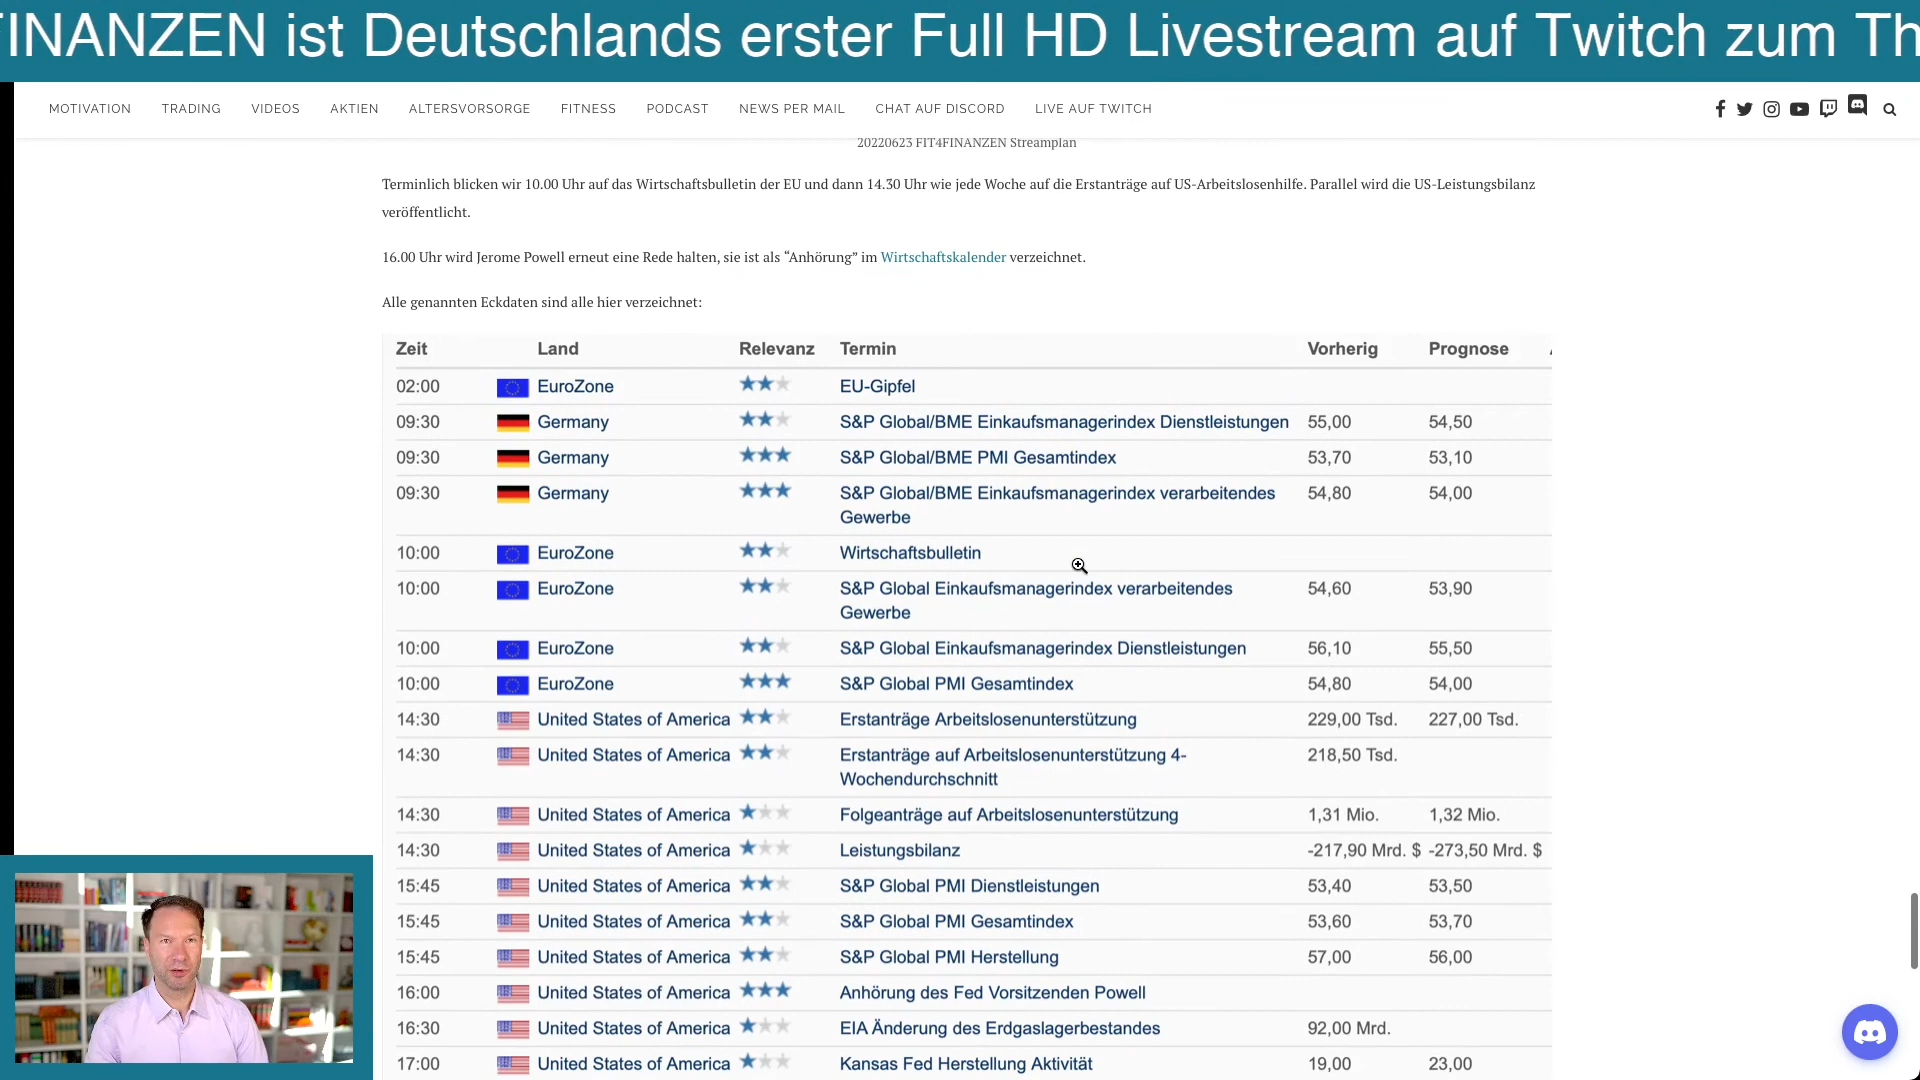 INANZEN ist Deutschlands erster Full HD Livestream auf Twitch zum Th
MOTIVATION TRADING VIDEOS AKTIEN ALTERSVORSORGE FITNESS PODCAST NEWS PER MAIL CHAT AUF DISCORD LIVE AUF TWITCH
20220623 FIT4FINANZEN Streamplan
Terminlich blicken wir 10.00 Uhr auf das Wirtschaftsbulletin der EU und dann 14.30 Uhr wie jede Woche auf die Erstanträge auf US-Arbeitslosenhilfe. Parallel wird die US-Leistungsbilanz
veröffentlicht.
16.00 Uhr wird Jerome Powell erneut eine Rede halten, sie ist als “Anhörung” im Wirtschaftskalender verzeichnet.
Alle genannten Eckdaten sind alle hier verzeichnet:
Zeit Land Relevanz Termin Vorherig Prognose
02:00 EuroZone EU-Gipfel
09:30 Germany S&P Global/BME Einkaufsmanagerindex Dienstleistungen 55,00 54,50
09:30 Germany S&P Global/BME PMI Gesamtindex 53,70 53,10
09:30 Germany S&P Global/BME Einkaufsmanagerindex verarbeitendes 54,80 54,00
Gewerbe
10:00 EuroZone Wirtschaftsbulletin
10:00 EuroZone S&P Global Einkaufsmanagerindex verarbeitendes 54,60 53,90
Gewerbe
10:00 EuroZone S&P Global Einkaufsmanagerindex Dienstleistungen 56,10 55,50
10:00 EuroZone S&P Global PMI Gesamtindex 54,80 54,00
14:30 United States of America Erstanträge Arbeitslosenunterstützung 229,00 Tsd. 227,00 Tsd.
14:30 United States of America Erstanträge auf Arbeitslosenunterstützung 4- 218,50 Tsd.
Wochendurchschnitt
14:30 United States of America Folgeanträge auf Arbeitslosenunterstützung 1,31 Mio. 1,32 Mio.
14:30 United States of America Leistungsbilanz -217,90 Mrd. $ -273,50 Mrd. $
15:45 United States of America S&P Global PMI Dienstleistungen 53,40 53,50
15:45 United States of America S&P Global PMI Gesamtindex 53,60 53,70
15:45 United States of America S&P Global PMI Herstellung 57,00 56,00
16:00 United States of America Anhörung des Fed Vorsitzenden Powell
16:30 United States of America EIA Änderung des Erdgaslagerbestandes 92,00 Mrd.
17:00 United States of America Kansas Fed Herstellung Aktivität 19,00 23,00